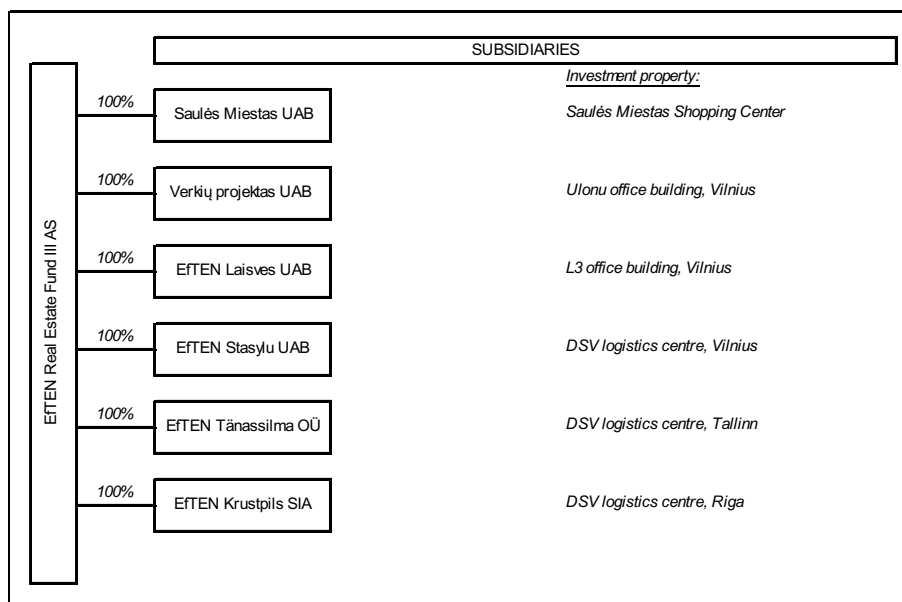 SUBSIDIARIES
EfTEN Real Estate Fund III AS
Investment property:
100%
Saulės Miestas UAB
Saulės Miestas Shopping Center
100%
Verkių projektas UAB
Ulonu office building, Vilnius
100%
EfTEN Laisves UAB
L3 office building, Vilnius
100%
EfTEN Stasylu UAB
DSV logistics centre, Vilnius
100%
EfTEN Tänassilma OÜ
DSV logistics centre, Tallinn
100%
EfTEN Krustpils SIA
DSV logistics centre, Riga